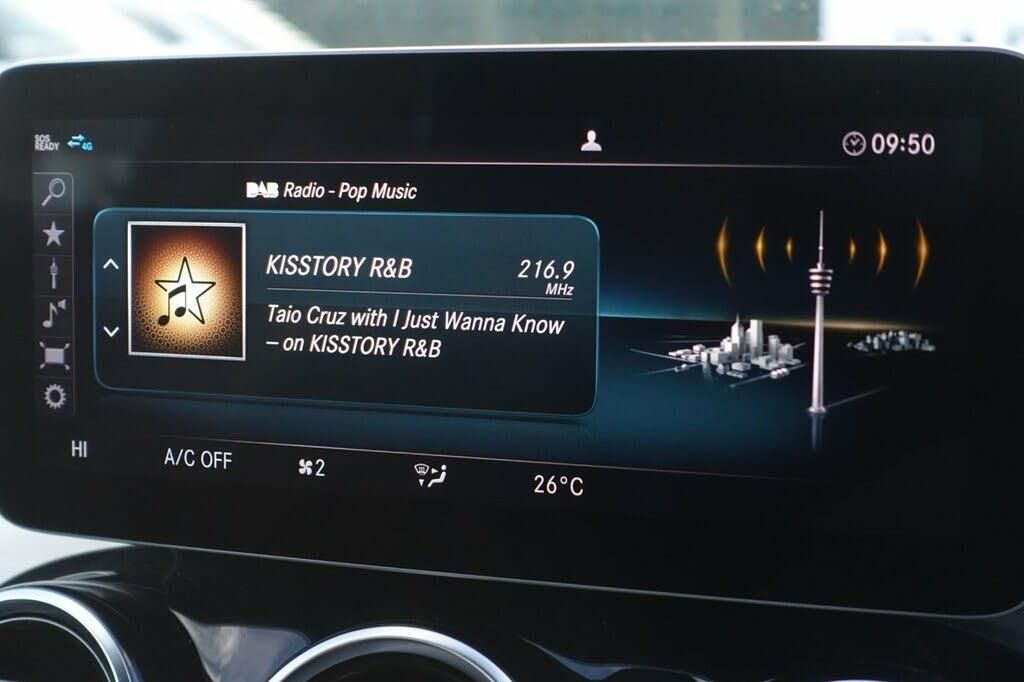 SOS
READY
4G
09:50
DAB Radio - Pop Music
KISSTORY R&B
216.9
MHz
Taio Cruz with I Just Wanna Know
– on KISSTORY R&B
HI
A/C OFF
2
26°C